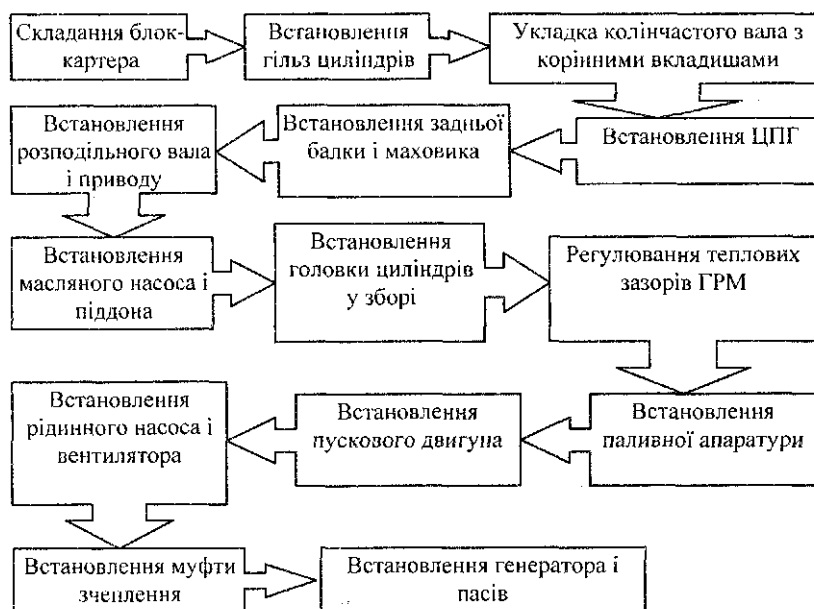 Складання блок-
картера
Встановлення
гільз циліндрів
Укладка колінчастого вала з
корінними вкладишами
Встановлення ЦПГ
Встановлення задньої
балки і маховика
Встановлення
розподільного вала
і приводу
Встановлення
масляного насоса і
піддона
Встановлення
головки циліндрів
у зборі
Регулювання теплових
зазорів ГРМ
Встановлення
паливної апаратури
Встановлення
пускового двигуна
Встановлення
рідинного насоса і
вентилятора
Встановлення муфти
зчеплення
Встановлення генератора і
пасів